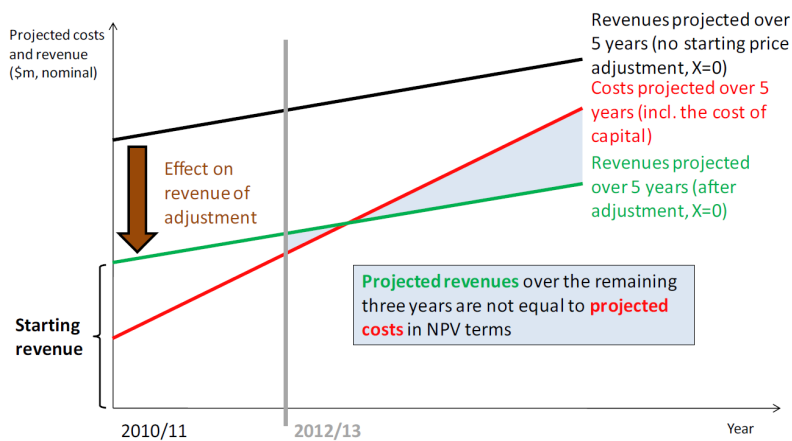 Projected costs
and revenue
($m, nominal)
Revenues projected over
5 years (no starting price
adjustment, X=0)
Costs projected over 5
years (incl. the cost of
capital)
Revenues projected
over 5 years (after
adjustment, X=0)
Effect on
revenue of
adjustment
Projected revenues over the remaining
three years are not equal to projected
costs in NPV terms
Starting
revenue
2010/11
2012/13
Year